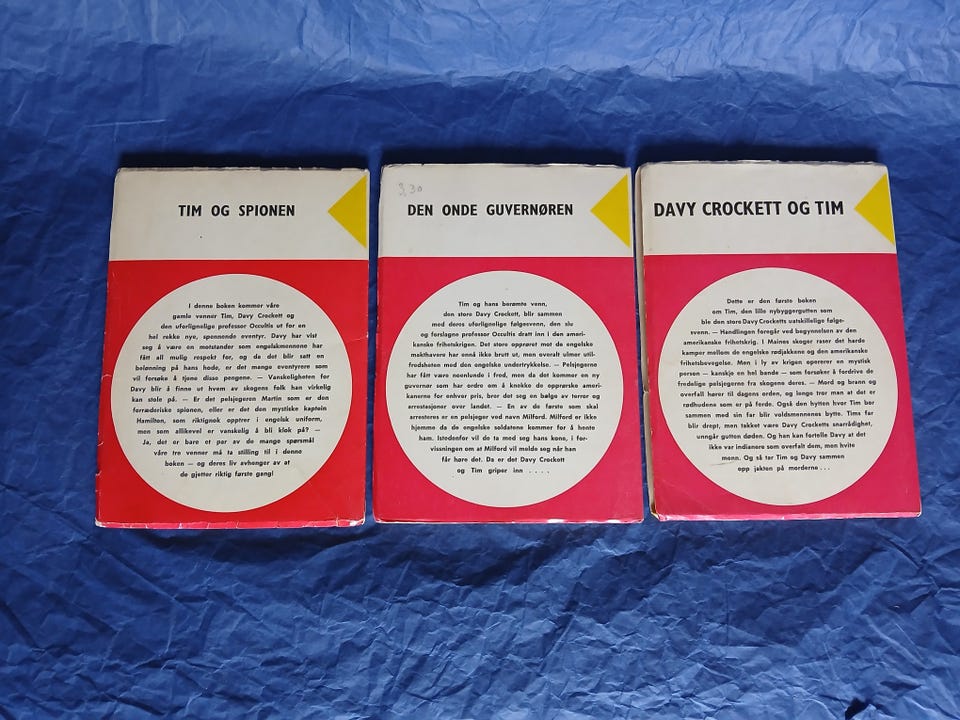 TIM OG SPIONEN
I denne boken kommer våre
gamle venner Tim, Davy Crockett og
den uforlignelige professor Occultis ut for en
hel rekke nye, spennende eventyr. Davy har vist
seg å være en motstander som engelskmennene har
fått all mulig respekt for, og da det blir satt en
belønning på hans hode, er det mange eventyrere som
vil forsøke å tjene disse pengene. — Vanskeligheten for
Davy blir å finne ut hvem av skogens folk han virkelig
kan stole på. — Er det pelsjegeren Martin som er den
forræderiske spionen, eller er det den mystiske kaptein
Hamilton, som riktignok opptrer i engelsk uniform,
men som allikevel er vanskelig å bli klok på? —
Ja, det er bare et par av de mange spørsmål
våre tre venner må ta stilling til i denne
boken — og deres liv avhenger av at
de gjetter riktig første gang!
3,30
DEN ONDE GUVERNØREN
Tim og hans berømte venn,
den store Davy Crockett, blir sammen
med deres uforlignelige følgesvenn, den slu
og forslagne professor Occultis dratt inn i den ameri-
kanske frihetskrigen. Det store opprøret mot de engelske
makthavere har ennå ikke brutt ut, men overalt ulmer util-
fredsheten med den engelske undertrykkelse. — Pelsjegerne
har fått være noenlunde i fred, men da det kommer en ny
guvernør som har ordre om å knekke de opprørske ameri-
kanerne for enhver pris, brer det seg en bølge av terror og
arrestasjoner over landet. — En av de første som skal
arresteres er en pelsjeger ved navn Milford. Milford er ikke
hjemme da de engelske soldatene kommer for å hente
ham. Istedenfor vil de ta med seg hans kone, i for-
vissningen om at Milford vil melde seg når han
får høre det. Da er det Davy Crockett
og Tim griper inn . . . . .
DAVY CROCKETT OG TIM
Dette er den første boken
om Tim, den lille nybyggergutten som
ble den store Davy Crocketts uatskillelige følge-
svenn. — Handlingen foregår ved begynnelsen av den
amerikanske frihetskrig. I Maines skoger raser det harde
kamper mellom de engelske rødjakkene og den amerikanske
frihetsbevegelse. Men i ly av krigen opererer en mystisk
person — kanskje en hel bande — som forsøker å fordrive de
fredelige pelsjegerne fra skogene deres. — Mord og brann og
overfall hører til dagens orden, og lenge tror man at det er
rødhudene som er på ferde. Også den hytten hvor Tim bor
sammen med sin far blir voldsmennenes bytte. Tims far
blir drept, men takket være Davy Crocketts snarrådighet,
unngår gutten døden. Og han kan fortelle Davy at det
ikke var indianere som overfalt dem, men hvite
menn. Og så tar Tim og Davy sammen
opp jakten på morderne . . .